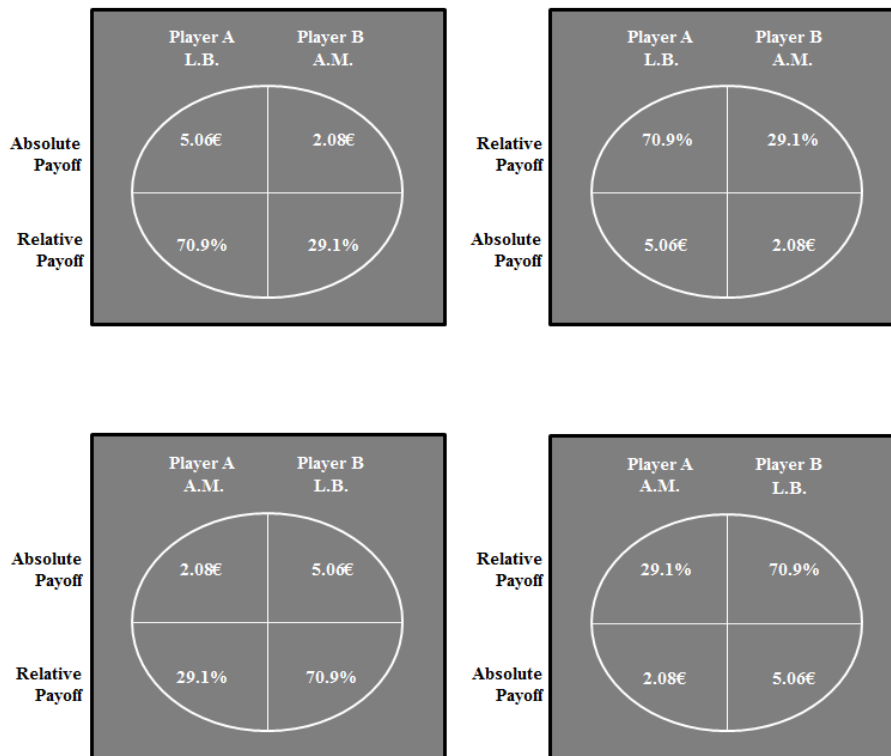 Player A Player B
L.B. A.M.
Absolute
Payoff
5.06€ 2.08€
Relative
Payoff
70.9% 29.1%
Player A Player B
L.B. A.M.
Relative
Payoff
70.9% 29.1%
Absolute
Payoff
5.06€ 2.08€
Player A Player B
A.M. L.B.
Absolute
Payoff
2.08€ 5.06€
Relative
Payoff
29.1% 70.9%
Player A Player B
A.M. L.B.
Relative
Payoff
29.1% 70.9%
Absolute
Payoff
2.08€ 5.06€